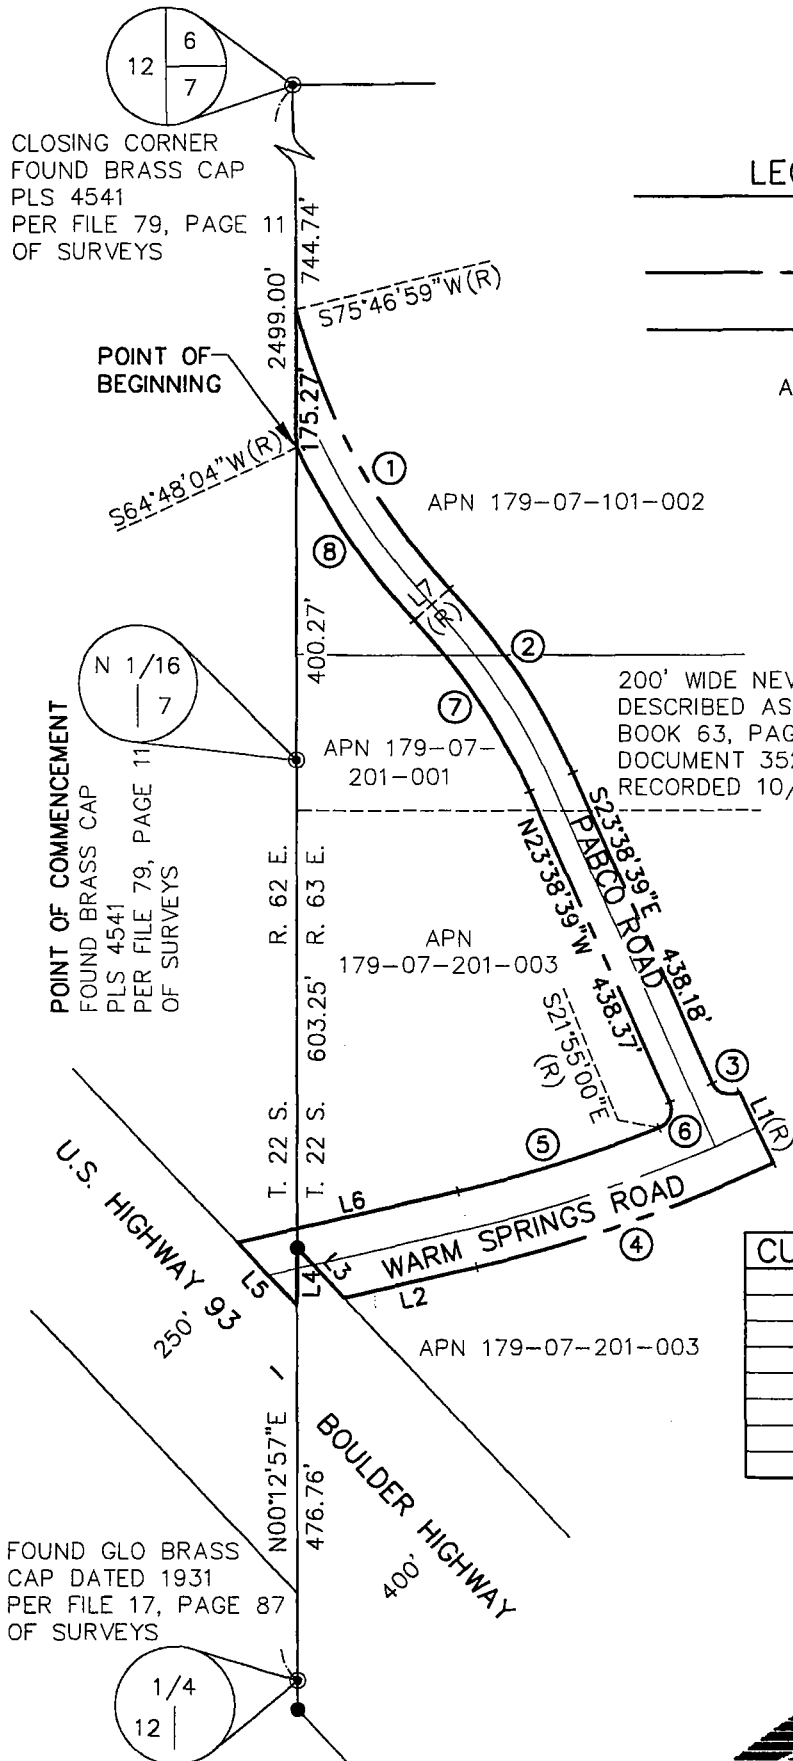 6
12
7
CLOSING CORNER
FOUND BRASS CAP
PLS 4541
PER FILE 79, PAGE 11
OF SURVEYS
744.74'
2499.00'
S75°46'59"W(R)
POINT OF
BEGINNING
175.27'
S64°48'04"W(R)
①
APN 179-07-101-002
⑧
L7
(R)
②
400.27'
N 1/16
7
⑦
APN 179-07-
201-001
200' WIDE NEV
DESCRIBED AS
BOOK 63, PAG
DOCUMENT 352
RECORDED 10/
POINT OF COMMENCEMENT
FOUND BRASS CAP
PLS 4541
PER FILE 79, PAGE 11
OF SURVEYS
S23°38'39"E
438.18'
PABCO ROAD
N23°38'39"W
438.37'
R. 62 E.
R. 63 E.
APN
179-07-201-003
603.25'
S21°55'00"E
(R)
T. 22 S.
T. 22 S.
③
L1(R)
⑥
⑤
L6
WARM SPRINGS ROAD
④
U.S. HIGHWAY 93
250'
L5
L4
L3
L2
APN 179-07-201-003
BOULDER HIGHWAY
400'
N00°12'57"E
476.76'
FOUND GLO BRASS
CAP DATED 1931
PER FILE 17, PAGE 87
OF SURVEYS
1/4
12
LEG
A
CU